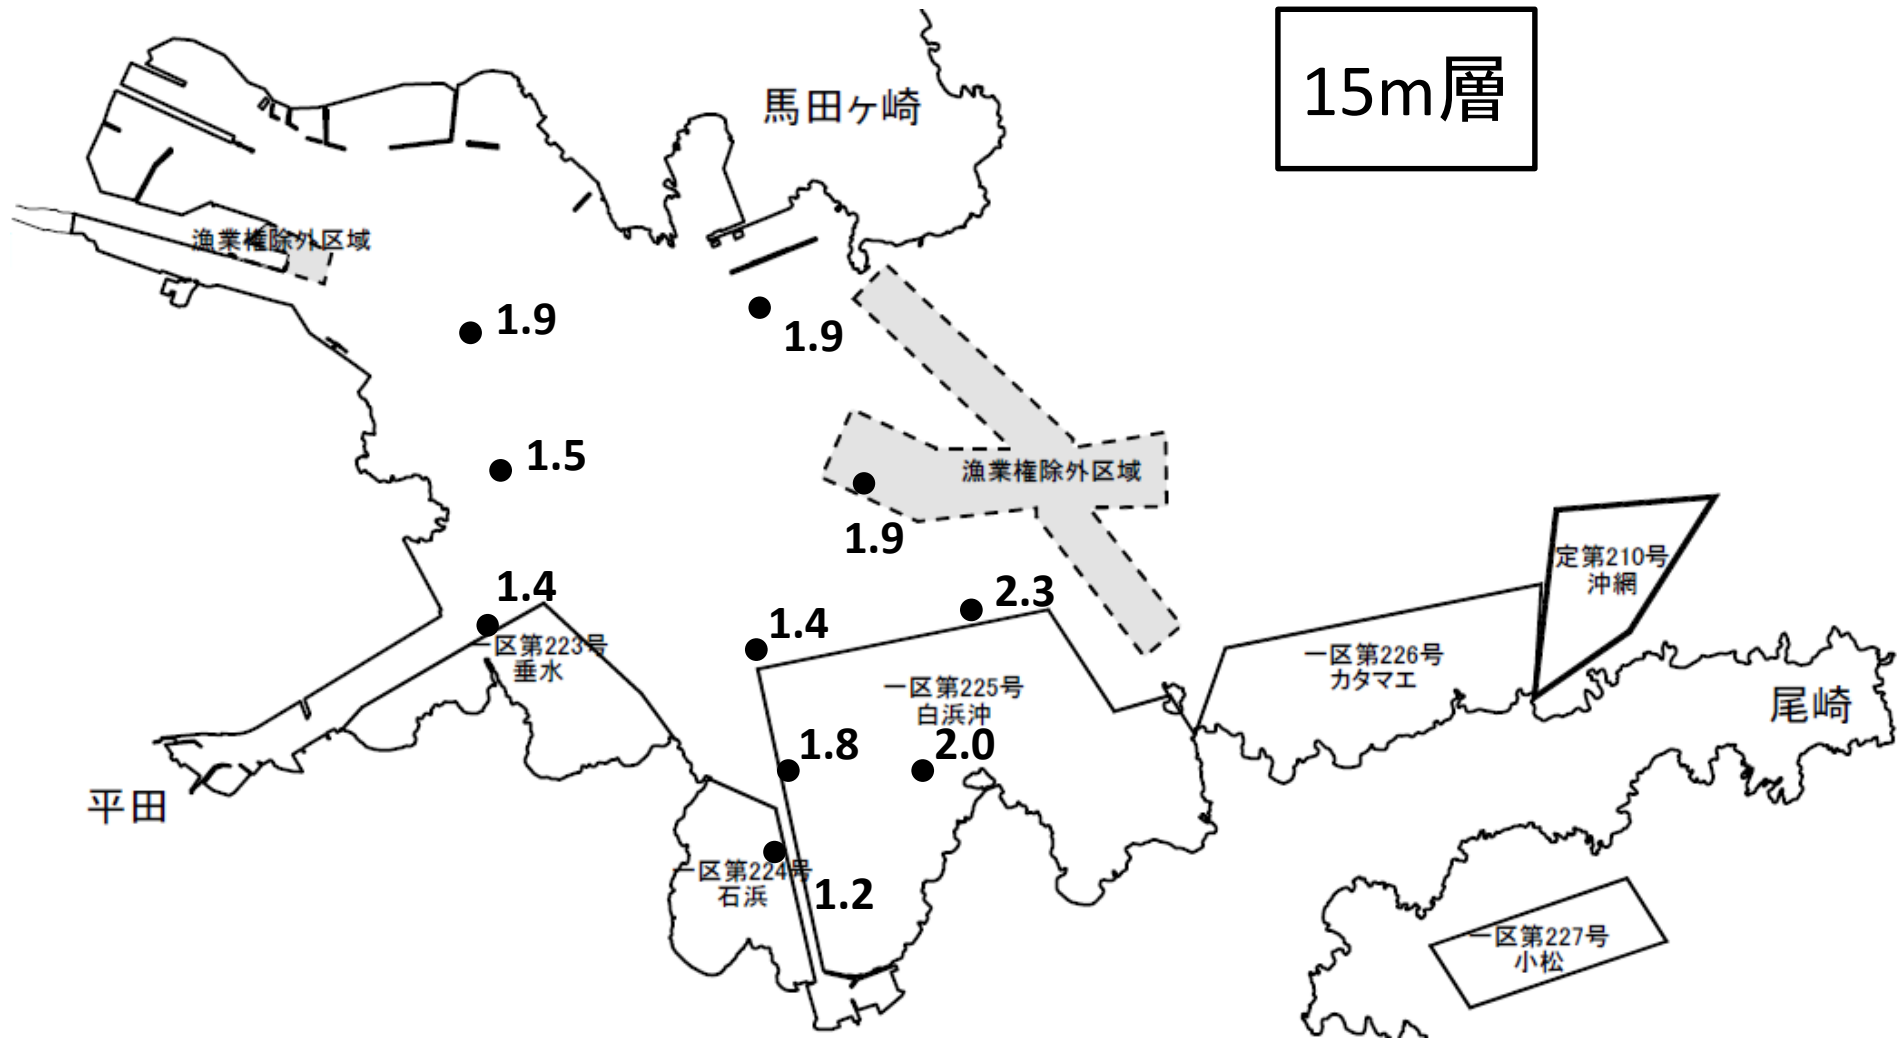 15m層
馬田ヶ崎
漁業権除外区域
1.9
1.9
1.5
漁業権除外区域
1.9
定第210号
沖網
1.4
2.3
1.4
一区第223号
垂水
一区第226号
カタマエ
一区第225号
白浜沖
尾崎
1.8
2.0
平田
一区第224号
石浜
1.2
一区第227号
小松